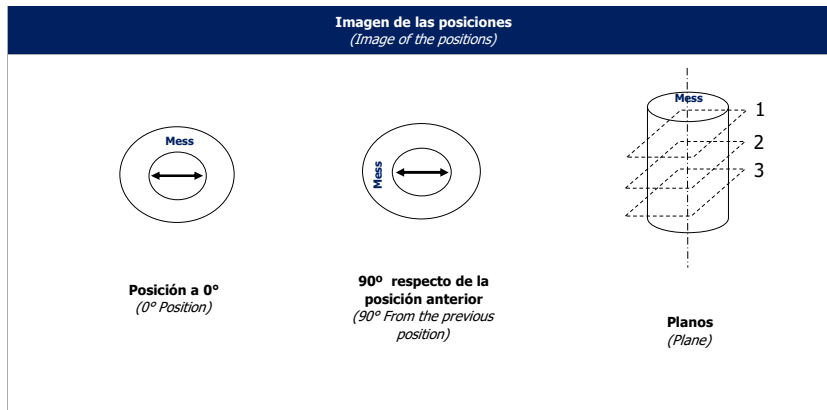 Imagen de las posiciones
(Image of the positions)
Mess
Posición a 0°
(0° Position)
Mess
90º respecto de la
posición anterior
(90° From the previous
position)
Mess
1
2
3
Planos
(Plane)